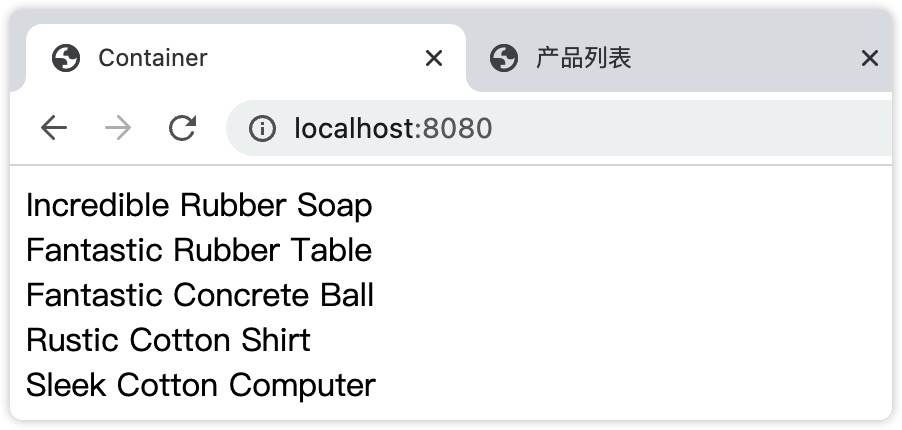 Container
产品列表
localhost:8080
Incredible Rubber Soap
Fantastic Rubber Table
Fantastic Concrete Ball
Rustic Cotton Shirt
Sleek Cotton Computer